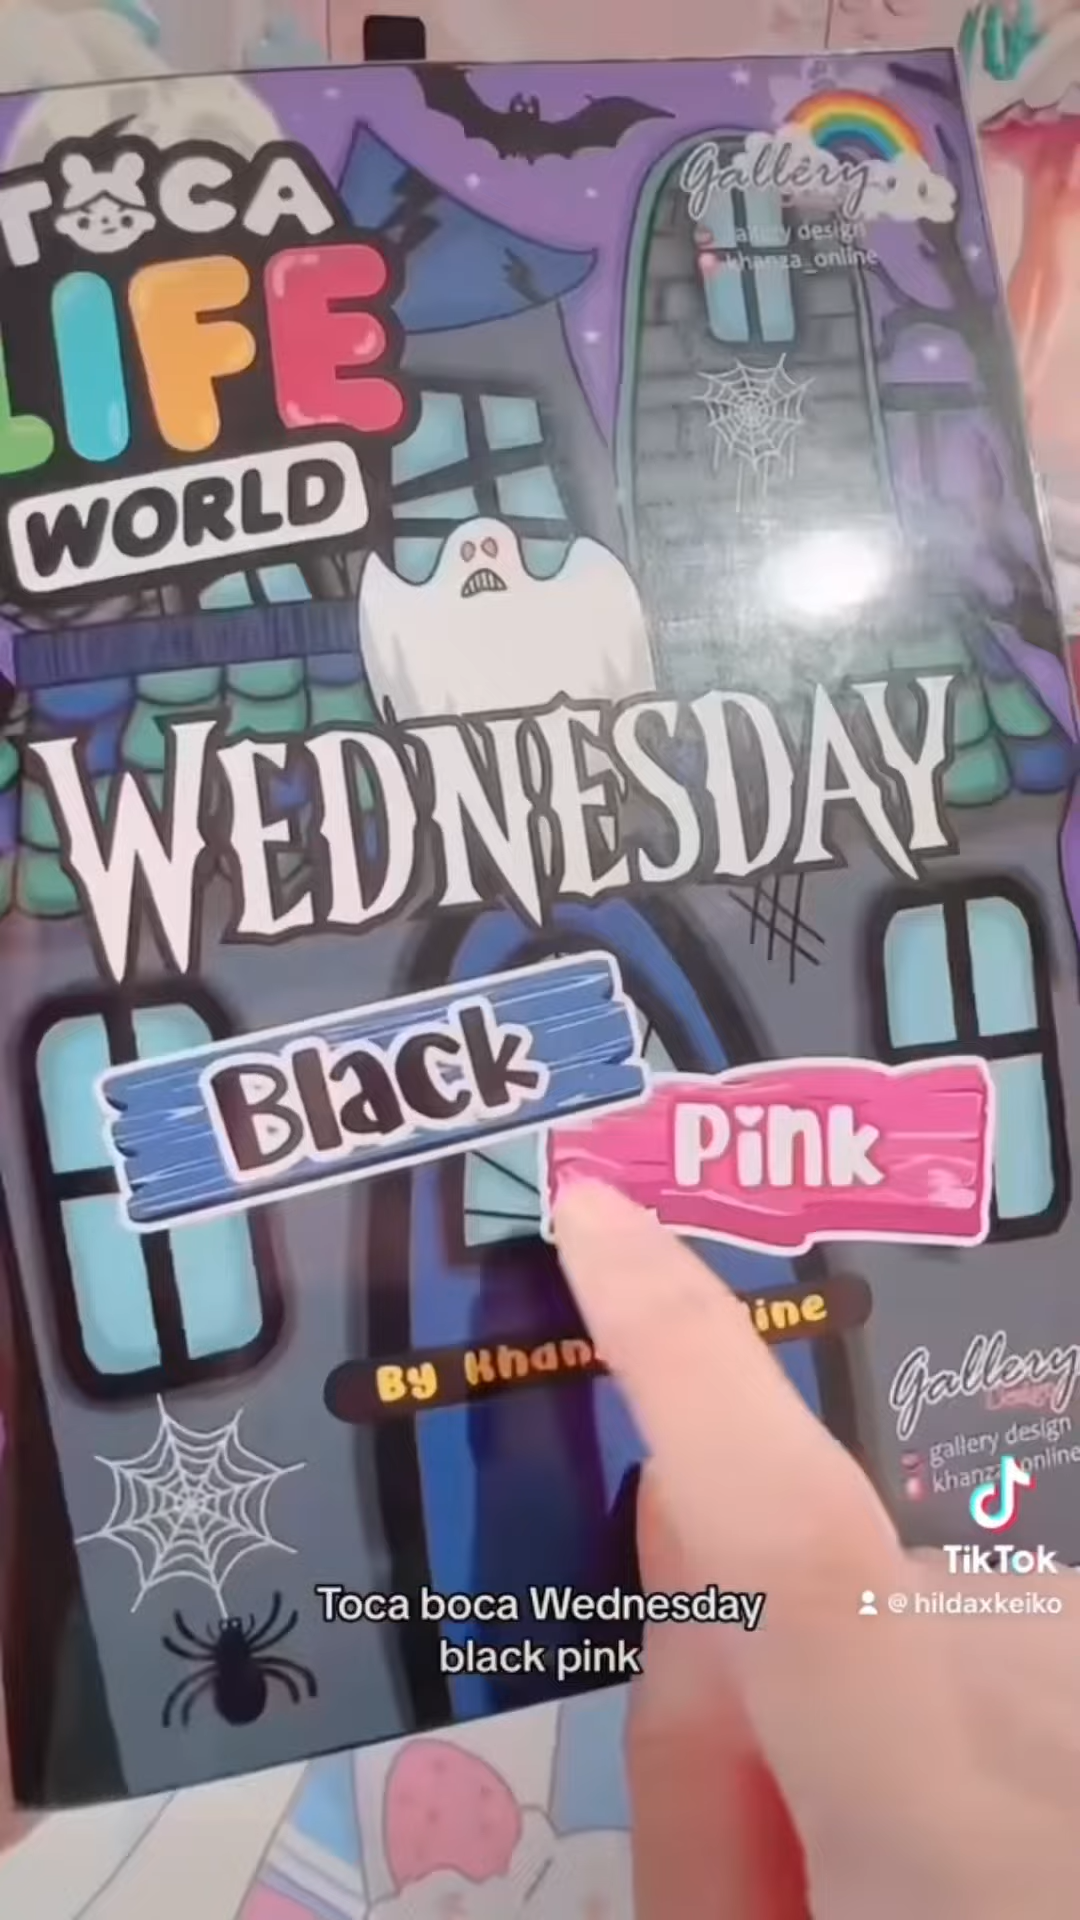 TOCA
LIFE
WORLD
Gallery
gallery design
khanza_online
WEDNESDAY
Black
Pink
By Khan ine
Gallery
Design
gallery design
khanza_online
TikTok
@ hildaxkeiko
Toca boca Wednesday
black pink